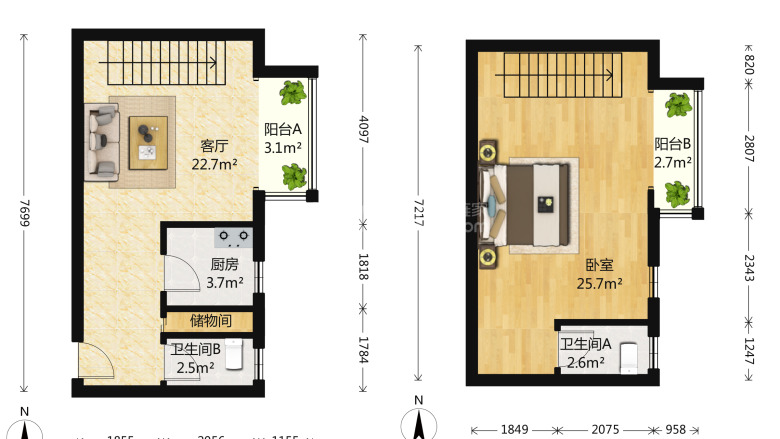 阳台A
3.1m²
客厅
22.7m²
厨房
3.7m²
储物间
卫生间B
2.5m²
7699
4097
1818
1784
N
1855
2056
1155
阳台B
2.7m²
卧室
25.7m²
卫生间A
2.6m²
7217
820
2807
2343
1247
N
1849
2075
958